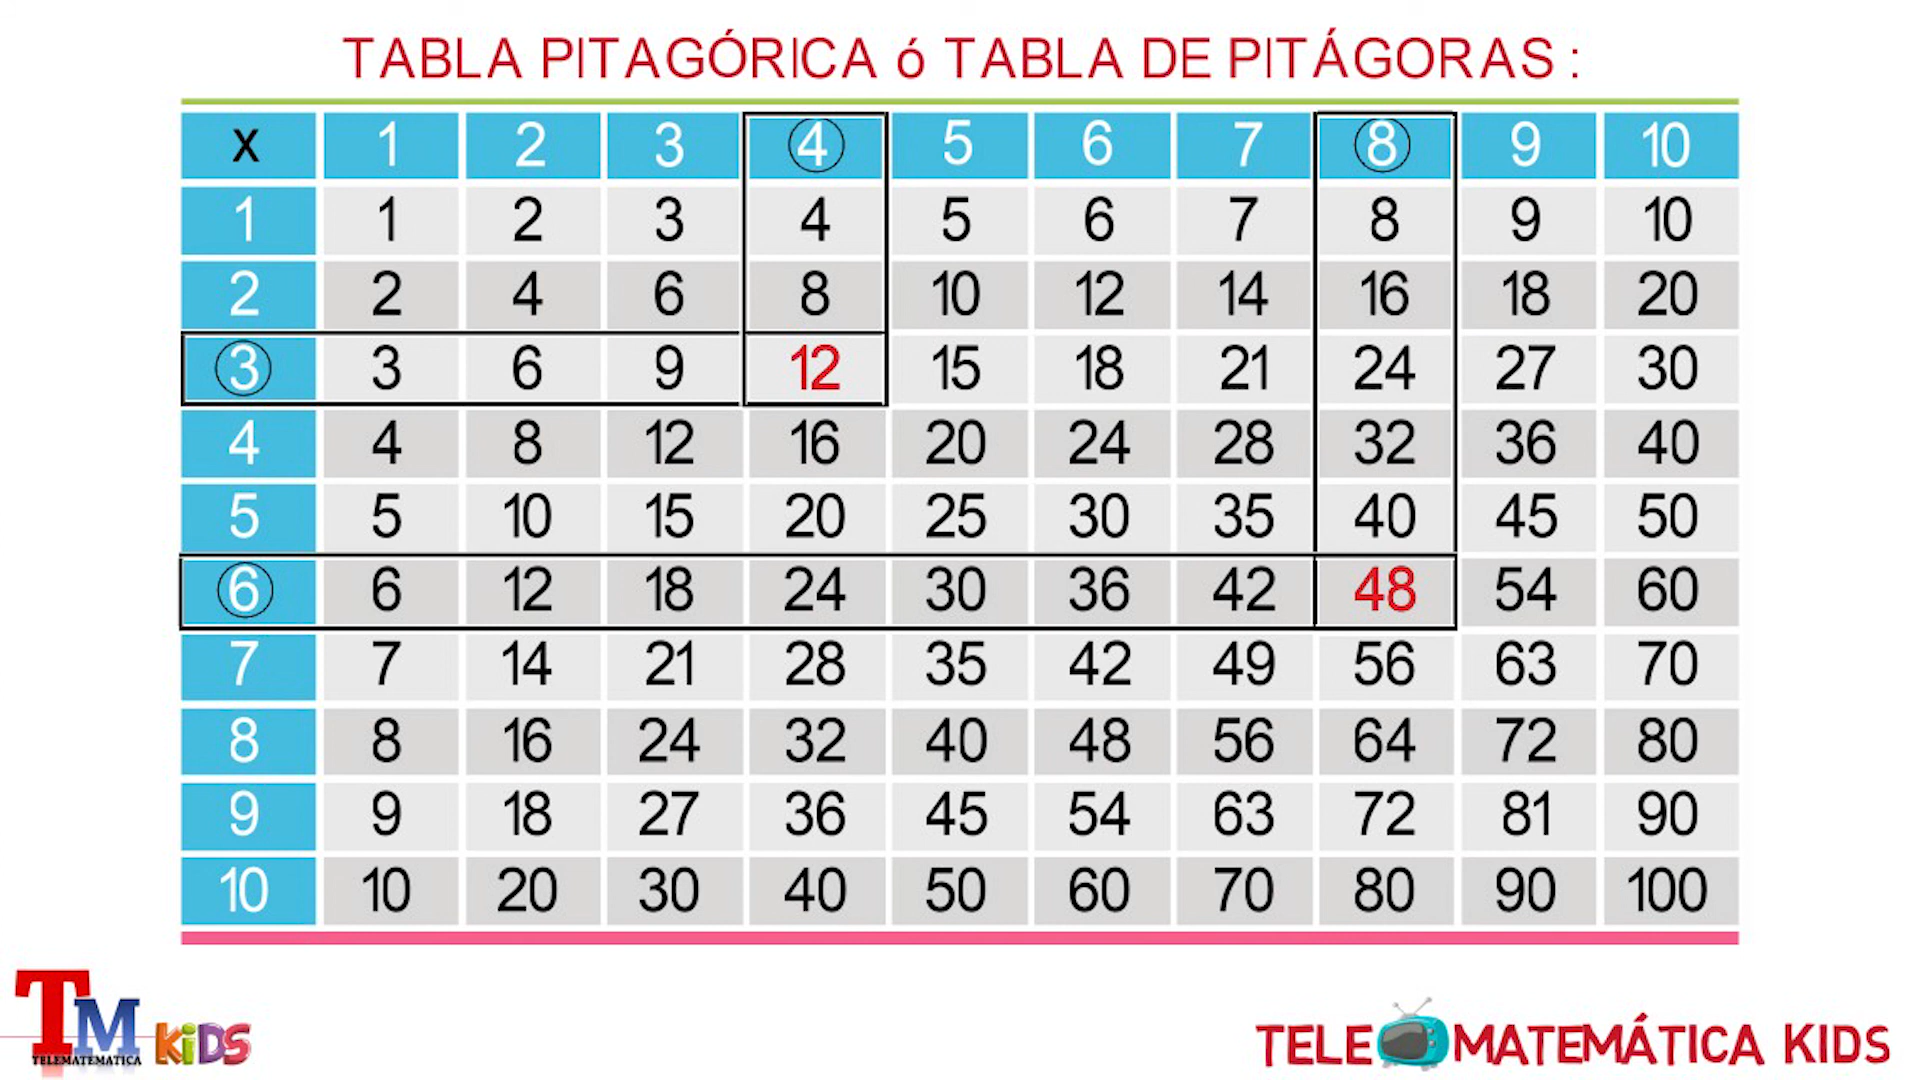 TABLA PITAGÓRICA ó TABLA DE PITÁGORAS :
X 1 2 3 4 5 6 7 8 9 10
1 1 2 3 4 5 6 7 8 9 10
2 2 4 6 8 10 12 14 16 18 20
3 3 6 9 12 15 18 21 24 27 30
4 4 8 12 16 20 24 28 32 36 40
5 5 10 15 20 25 30 35 40 45 50
6 6 12 18 24 30 36 42 48 54 60
7 7 14 21 28 35 42 49 56 63 70
8 8 16 24 32 40 48 56 64 72 80
9 9 18 27 36 45 54 63 72 81 90
10 10 20 30 40 50 60 70 80 90 100
TM KiDS
TELEMATEMATICA
TELE MATEMÁTICA KIDS